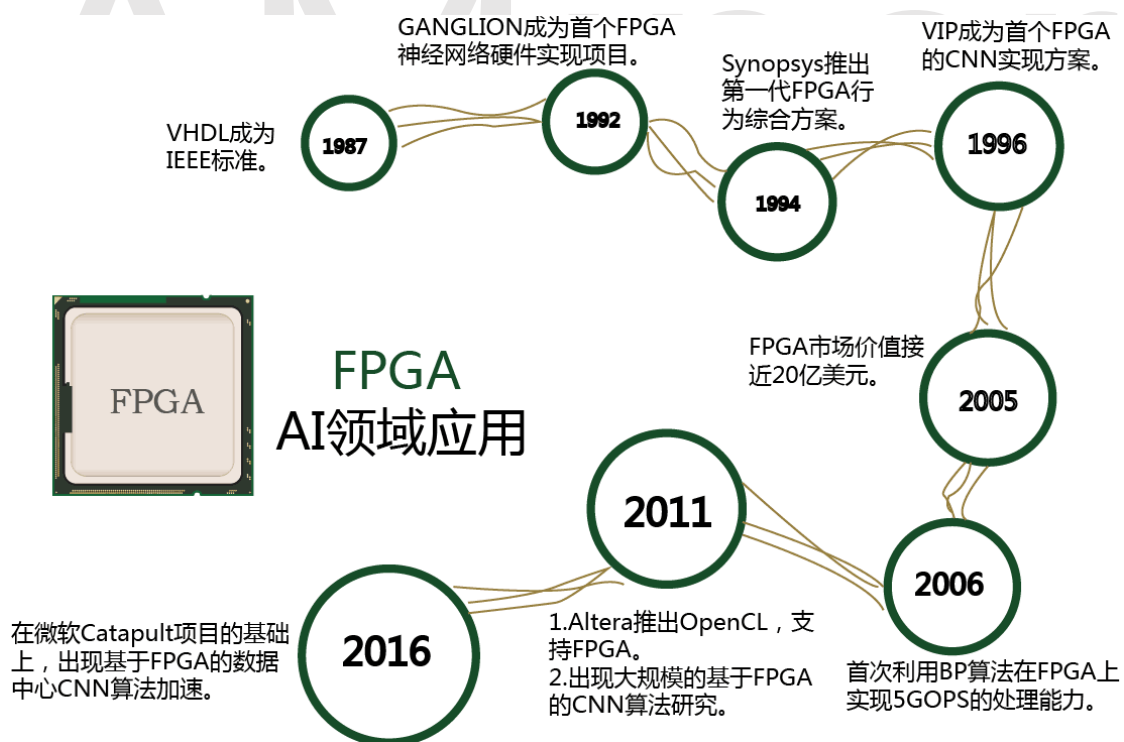 GANGLION成为首个FPGA
神经网络硬件实现项目。
VIP成为首个FPGA
的CNN实现方案。
Synopsys推出
第一代FPGA行
为综合方案。
VHDL成为
IEEE标准。
1987
1992
1994
1996
FPGA
FPGA
AI领域应用
FPGA市场价值接
近20亿美元。
2005
2011
2006
2016
在微软Catapult项目的基础
上，出现基于FPGA的数据
中心CNN算法加速。
1.Altera推出OpenCL，支
持FPGA。
2.出现大规模的基于FPGA
的CNN算法研究。
首次利用BP算法在FPGA上
实现5GOPS的处理能力。